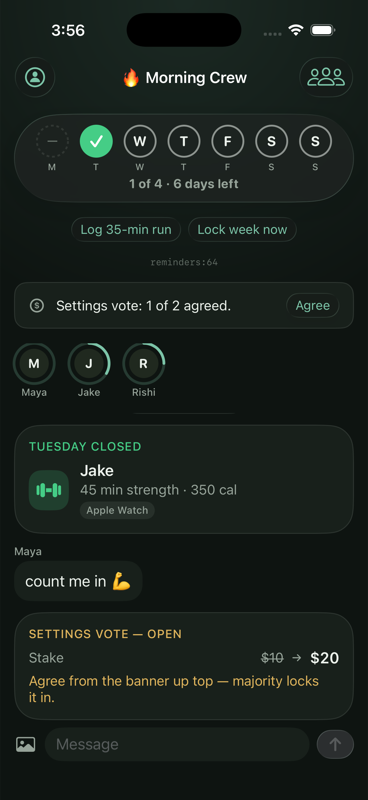 3:56
🔥 Morning Crew
W T F S S
M T W T F S S
1 of 4 · 6 days left
Log 35-min run Lock week now
reminders:64
$ Settings vote: 1 of 2 agreed. Agree
M J R
Maya Jake Rishi
TUESDAY CLOSED
Jake
45 min strength · 350 cal
Apple Watch
Maya
count me in 💪
SETTINGS VOTE — OPEN
Stake $10 → $20
Agree from the banner up top — majority locks
it in.
Message